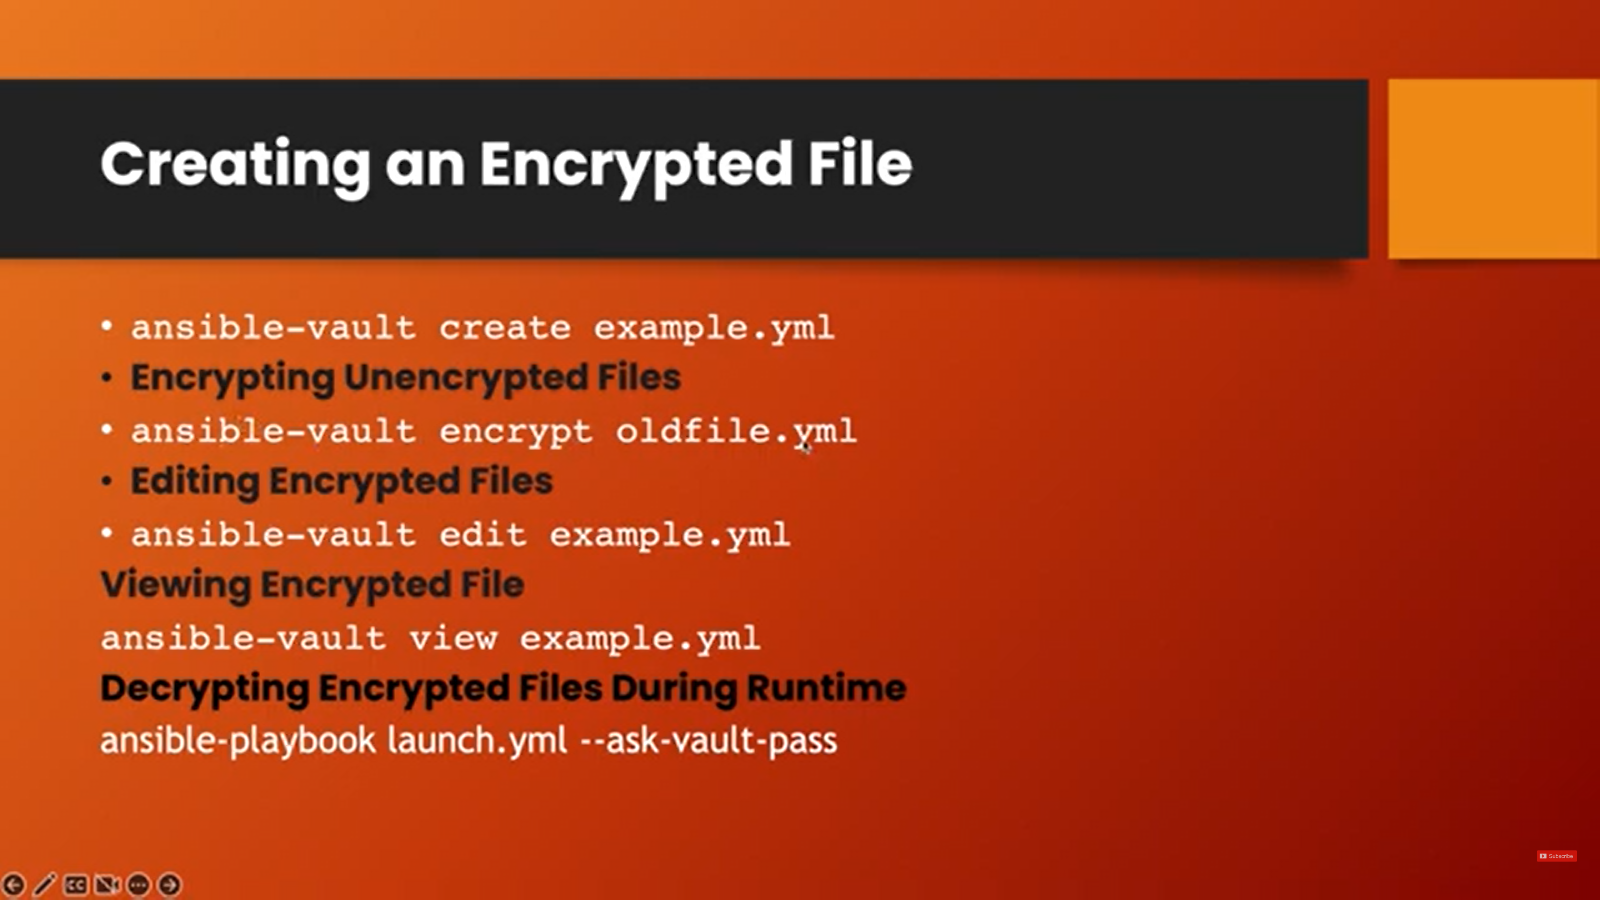 Creating an Encrypted File
• ansible-vault create example.yml
• Encrypting Unencrypted Files
• ansible-vault encrypt oldfile.yml
• Editing Encrypted Files
• ansible-vault edit example.yml
Viewing Encrypted File
ansible-vault view example.yml
Decrypting Encrypted Files During Runtime
ansible-playbook launch.yml --ask-vault-pass
Subscribe
CC